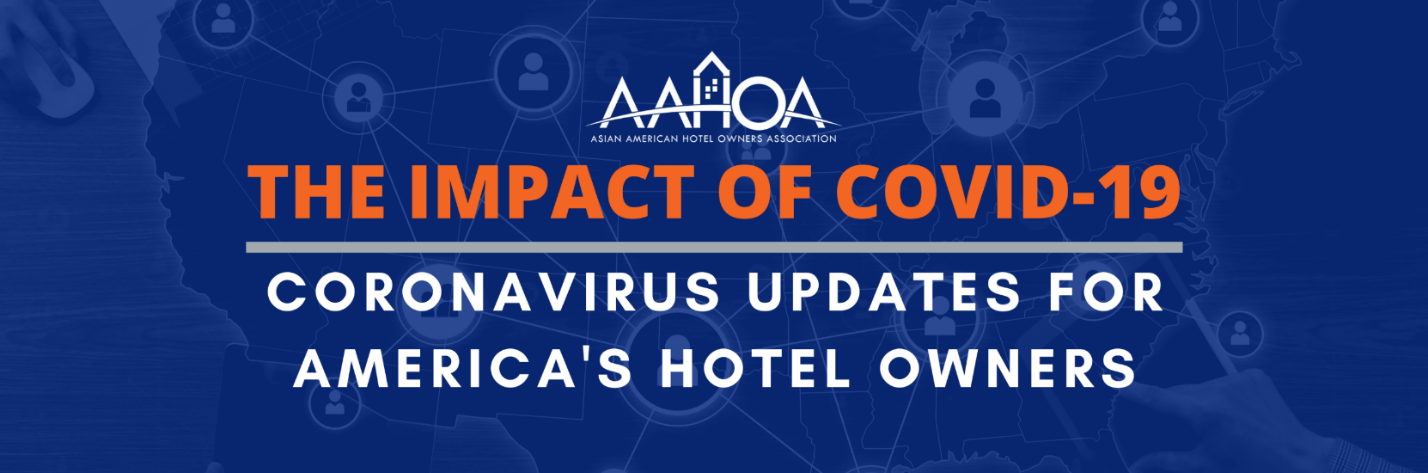 AAHOA
ASIAN AMERICAN HOTEL OWNERS ASSOCIATION
THE IMPACT OF COVID-19
CORONAVIRUS UPDATES FOR
AMERICA'S HOTEL OWNERS